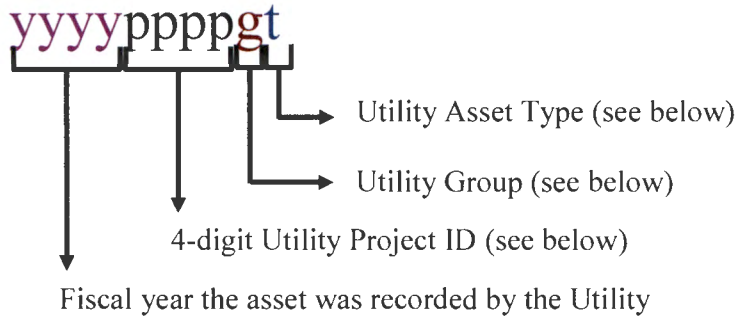 yyyyppppgt
Utility Asset Type (see below)
Utility Group (see below)
4-digit Utility Project ID (see below)
Fiscal year the asset was recorded by the Utility